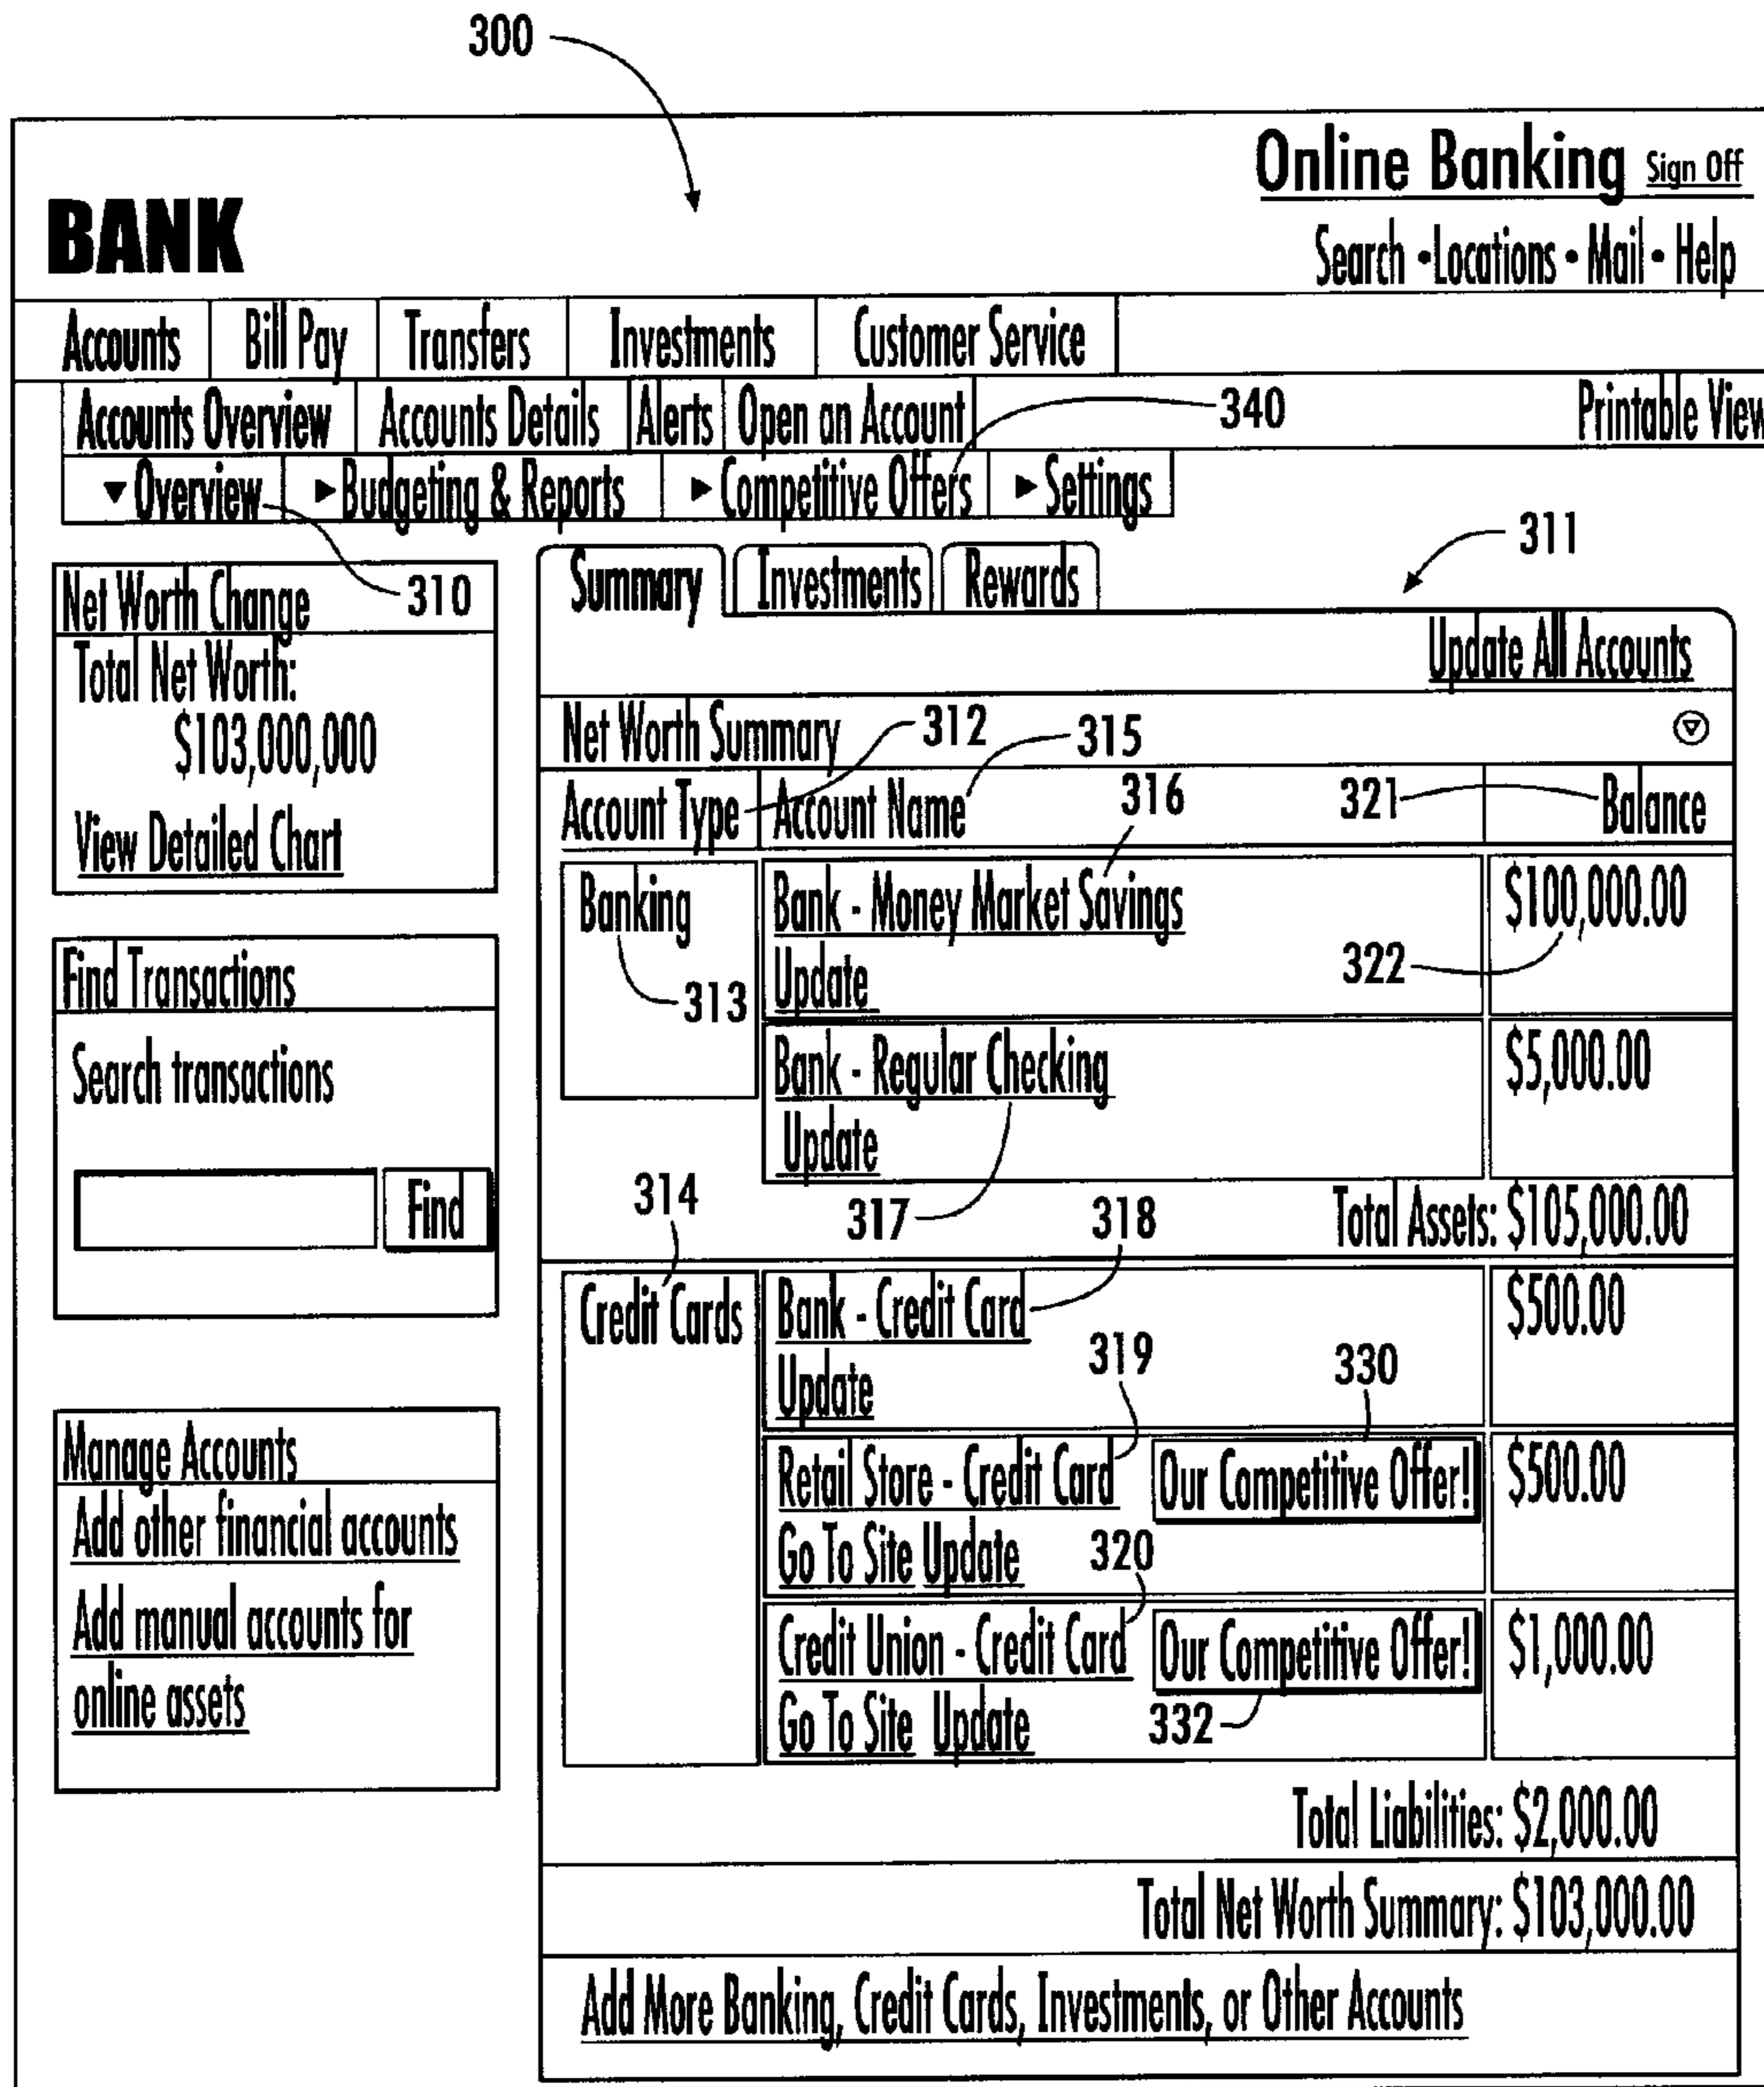 300
Online Banking Sign Off
BANK
Search •Locations • Mail • Help
Accounts Bill Pay Transfers Investments Customer Service
Accounts Overview Accounts Details Alerts Open an Account 340 Printable View
▼Overview ►Budgeting & Reports ►Competitive Offers ►Settings
311
Net Worth Change 310
Total Net Worth:
$103,000,000
View Detailed Chart
Find Transactions
Search transactions
Find
Manage Accounts
Add other financial accounts
Add manual accounts for
online assets
Summary Investments Rewards
Update All Accounts
Net Worth Summary 312 315
Account Type Account Name 316 321 Balance
Banking Bank - Money Market Savings $100,000.00
313 Update 322
Bank - Regular Checking $5,000.00
Update
314 317 318 Total Assets: $105,000.00
Credit Cards Bank - Credit Card $500.00
Update 319 330
Retail Store - Credit Card Our Competitive Offer! $500.00
Go To Site Update 320
Credit Union - Credit Card Our Competitive Offer! $1,000.00
Go To Site Update 332
Total Liabilities: $2,000.00
Total Net Worth Summary: $103,000.00
Add More Banking, Credit Cards, Investments, or Other Accounts